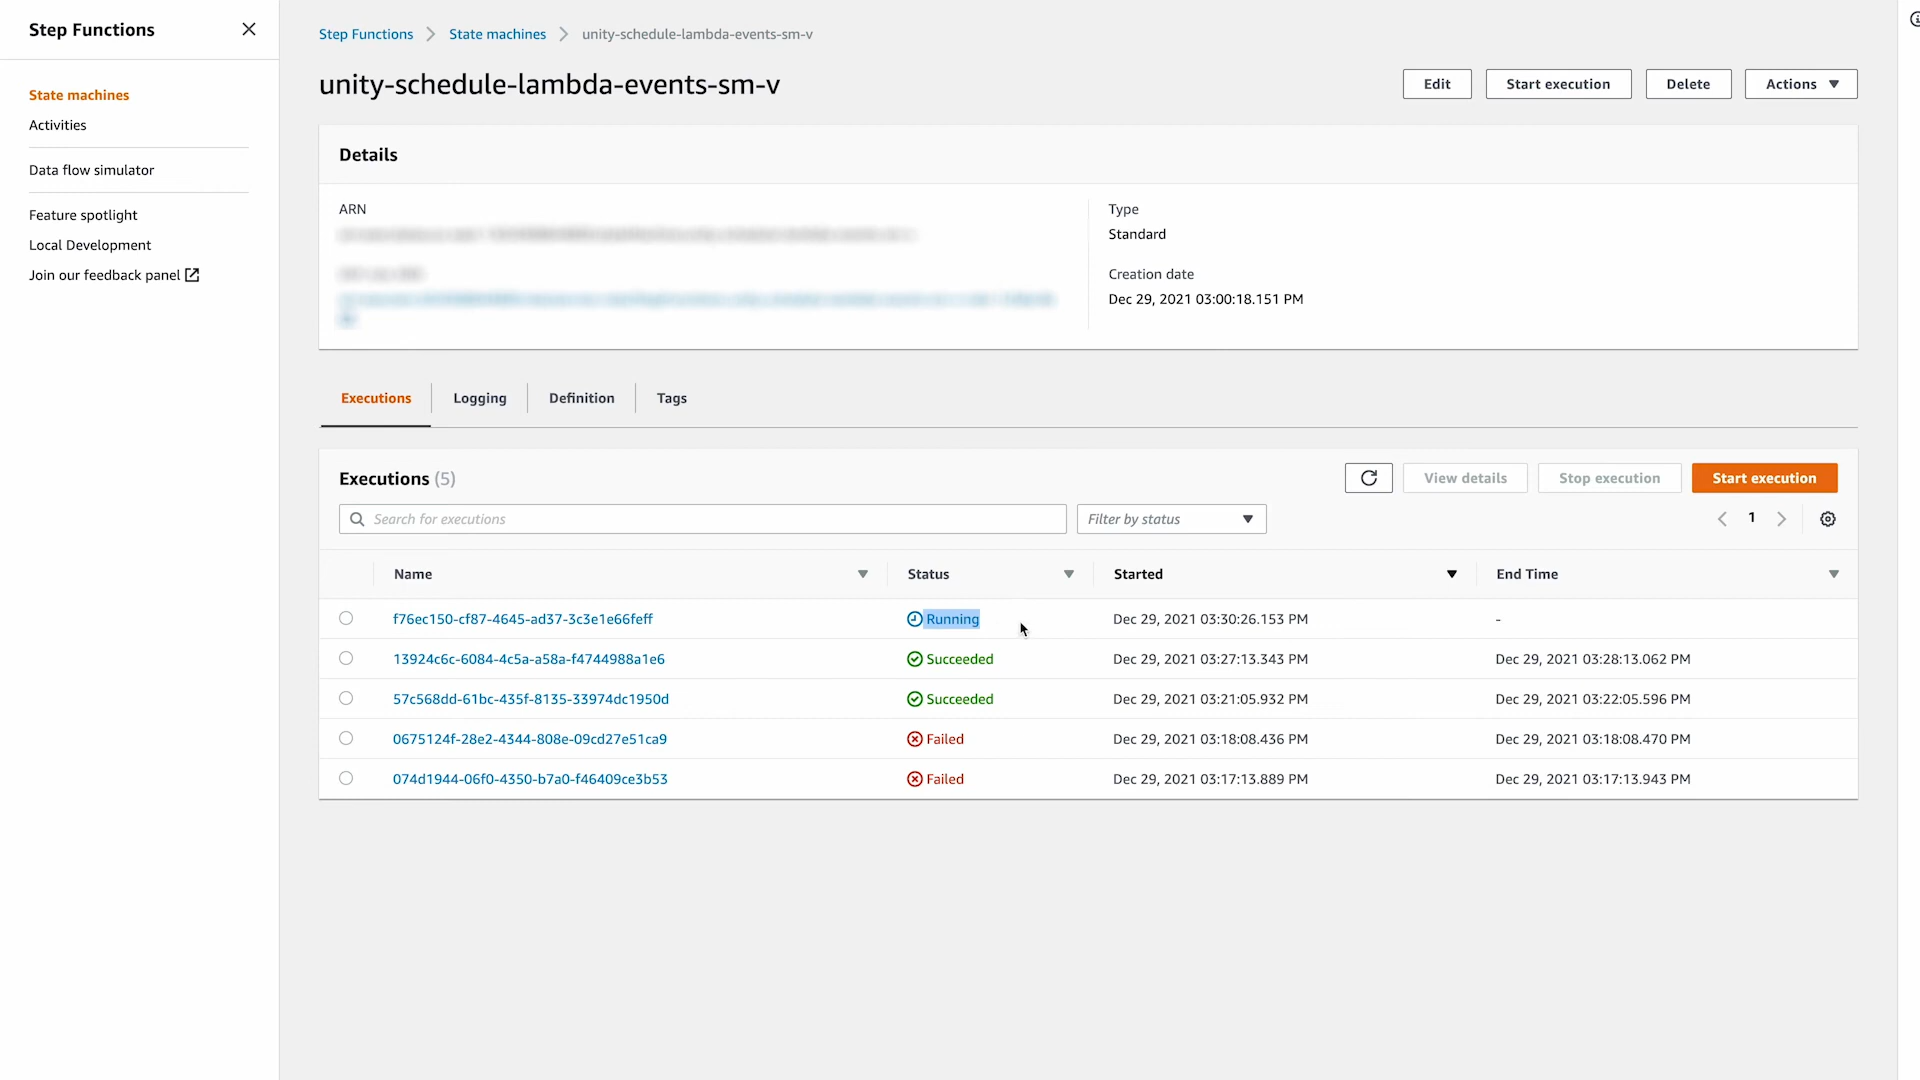 Step Functions
State machines
Activities
Data flow simulator
Feature spotlight
Local Development
Join our feedback panel
Step Functions State machines unity-schedule-lambda-events-sm-v
unity-schedule-lambda-events-sm-v
Edit Start execution Delete Actions
Details
ARN
Type
Standard
Creation date
Dec 29, 2021 03:00:18.151 PM
Executions Logging Definition Tags
Executions (5)
View details Stop execution Start execution
Search for executions Filter by status 1
Name Status Started End Time
f76ec150-cf87-4645-ad37-3c3e1e66feff Running Dec 29, 2021 03:30:26.153 PM -
13924c6c-6084-4c5a-a58a-f4744988a1e6 Succeeded Dec 29, 2021 03:27:13.343 PM Dec 29, 2021 03:28:13.062 PM
57c568dd-61bc-435f-8135-33974dc1950d Succeeded Dec 29, 2021 03:21:05.932 PM Dec 29, 2021 03:22:05.596 PM
0675124f-28e2-4344-808e-09cd27e51ca9 Failed Dec 29, 2021 03:18:08.436 PM Dec 29, 2021 03:18:08.470 PM
074d1944-06f0-4350-b7a0-f46409ce3b53 Failed Dec 29, 2021 03:17:13.889 PM Dec 29, 2021 03:17:13.943 PM